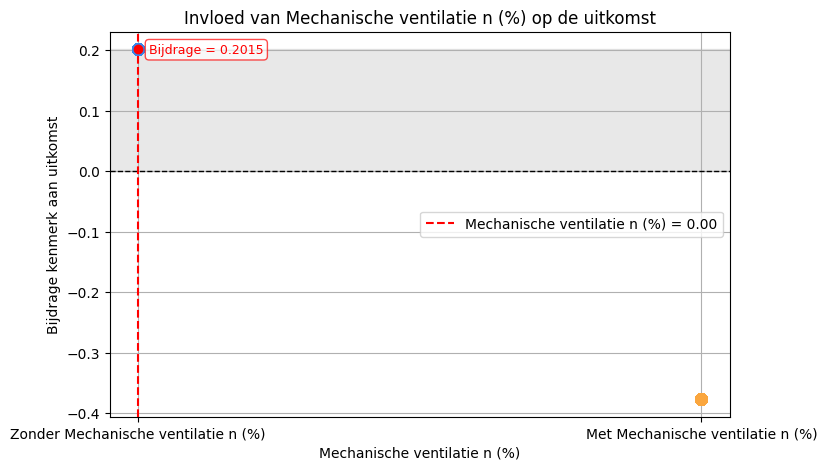 Invloed van Mechanische ventilatie n (%) op de uitkomst
Bijdrage kenmerk aan uitkomst
0.2
0.1
0.0
−0.1
−0.2
−0.3
−0.4
Bijdrage = 0.2015
Mechanische ventilatie n (%) = 0.00
Zonder Mechanische ventilatie n (%)
Met Mechanische ventilatie n (%)
Mechanische ventilatie n (%)